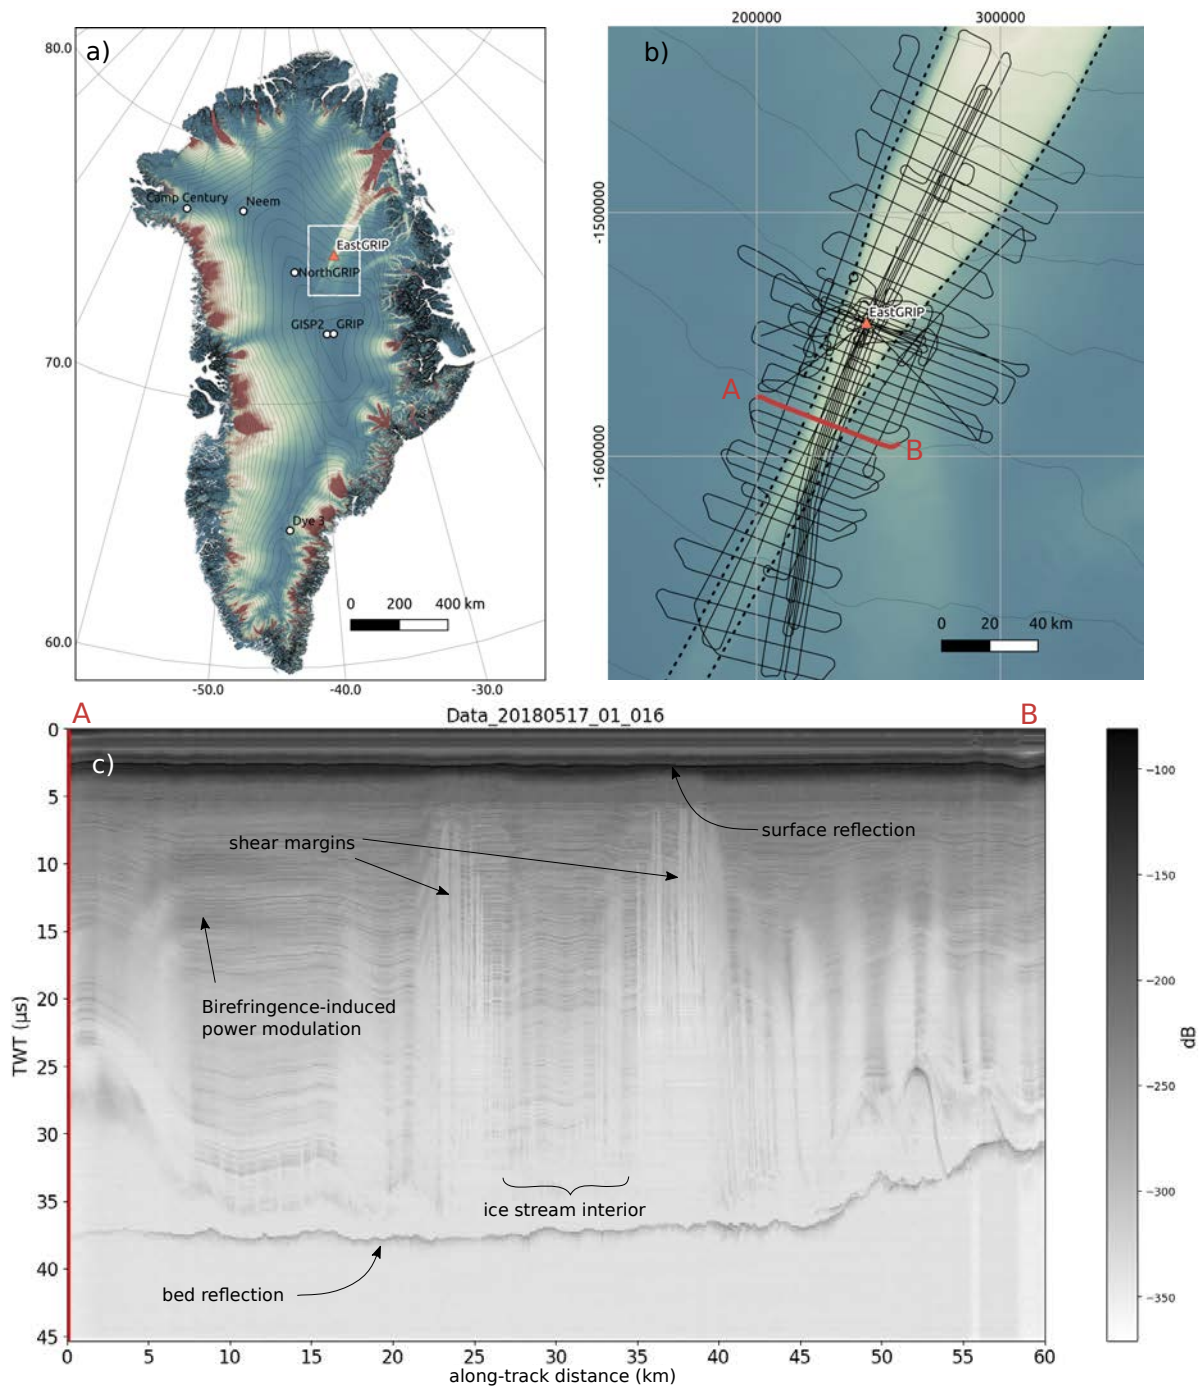 a)
80.0
70.0
60.0
-50.0
-40.0
-30.0
Camp Century
Neem
EastGRIP
NorthGRIP
GISP2
GRIP
Dye 3
0 200 400 km
b)
200000
300000
-1500000
-1600000
EastGRIP
A
B
0 20 40 km
A
Data_20180517_01_016
B
c)
surface reflection
shear margins
Birefringence-induced
power modulation
ice stream interior
bed reflection
TWT (μs)
0
5
10
15
20
25
30
35
40
45
0 5 10 15 20 25 30 35 40 45 50 55 60
along-track distance (km)
−100
−150
−200
−250
−300
−350
dB